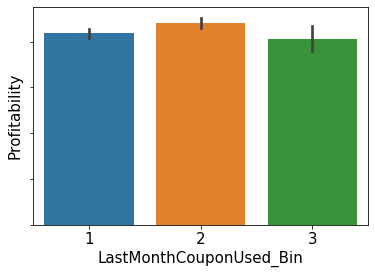 Profitability
1 2 3
LastMonthCouponUsed_Bin